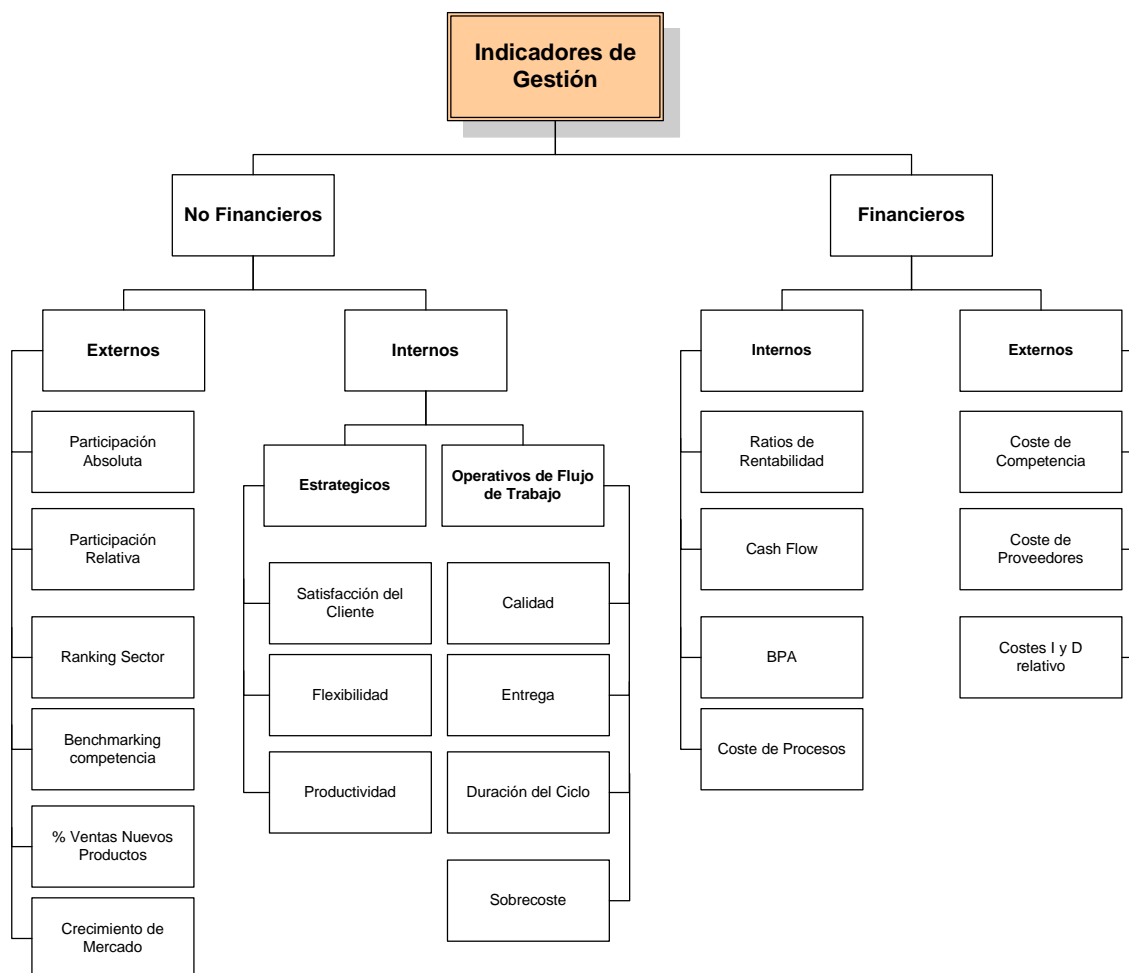 Indicadores de
Gestión
No Financieros
Financieros
Externos
Internos
Internos
Externos
Participación
Absoluta
Participación
Relativa
Ranking Sector
Benchmarking
competencia
% Ventas Nuevos
Productos
Crecimiento de
Mercado
Estrategicos
Satisfacción del
Cliente
Flexibilidad
Productividad
Operativos de Flujo
de Trabajo
Calidad
Entrega
Duración del Ciclo
Sobrecoste
Ratios de
Rentabilidad
Cash Flow
BPA
Coste de Procesos
Coste de
Competencia
Coste de
Proveedores
Costes I y D
relativo